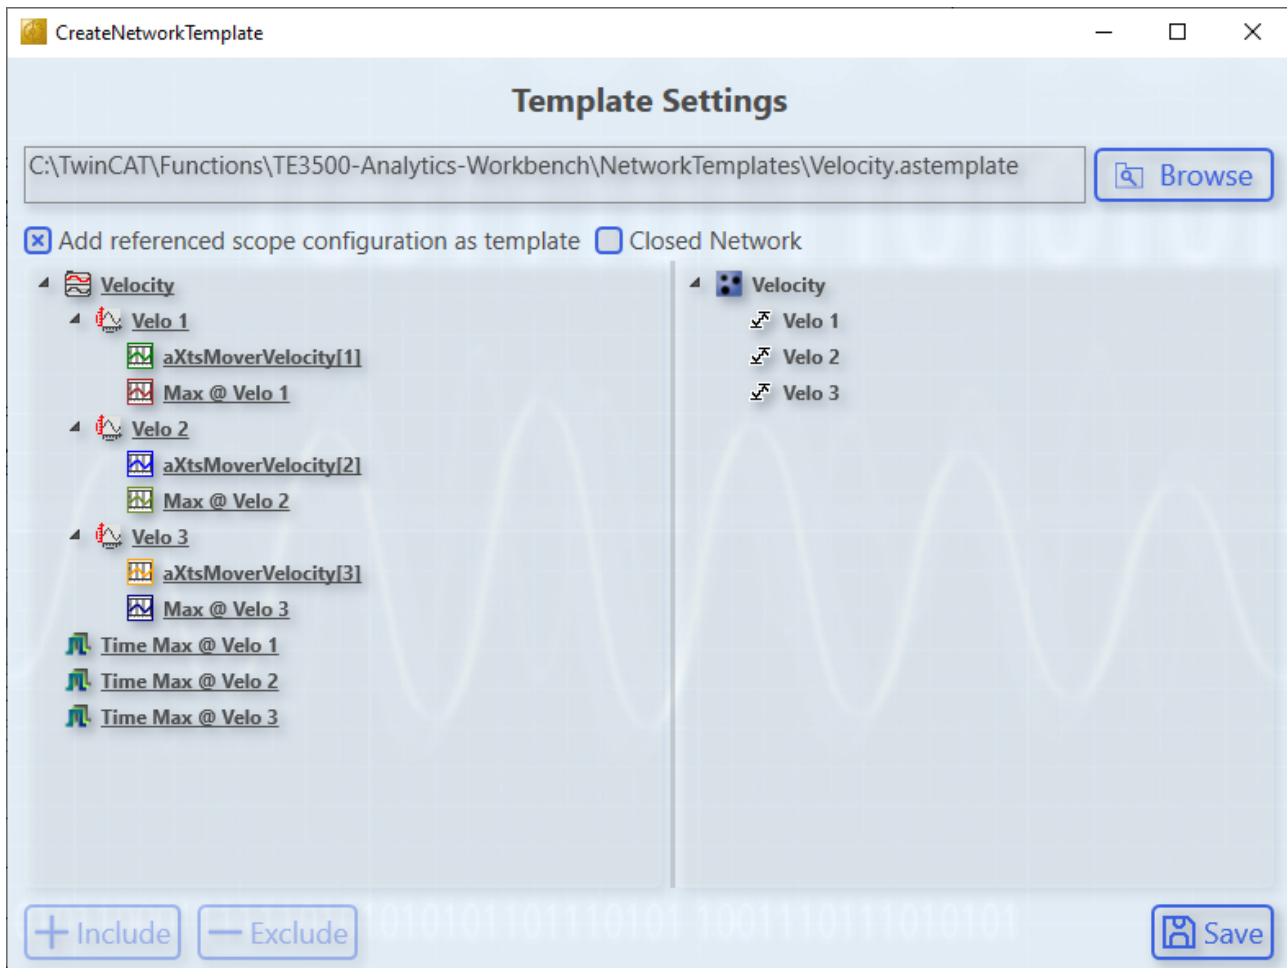 CreateNetworkTemplate
Template Settings
C:\TwinCAT\Functions\TE3500-Analytics-Workbench\NetworkTemplates\Velocity.astemplate
Browse
Add referenced scope configuration as template Closed Network
Velocity
Velo 1
aXtsMoverVelocity[1]
Max @ Velo 1
Velo 2
aXtsMoverVelocity[2]
Max @ Velo 2
Velo 3
aXtsMoverVelocity[3]
Max @ Velo 3
Time Max @ Velo 1
Time Max @ Velo 2
Time Max @ Velo 3
Velocity
Velo 1
Velo 2
Velo 3
Include
Exclude
Save